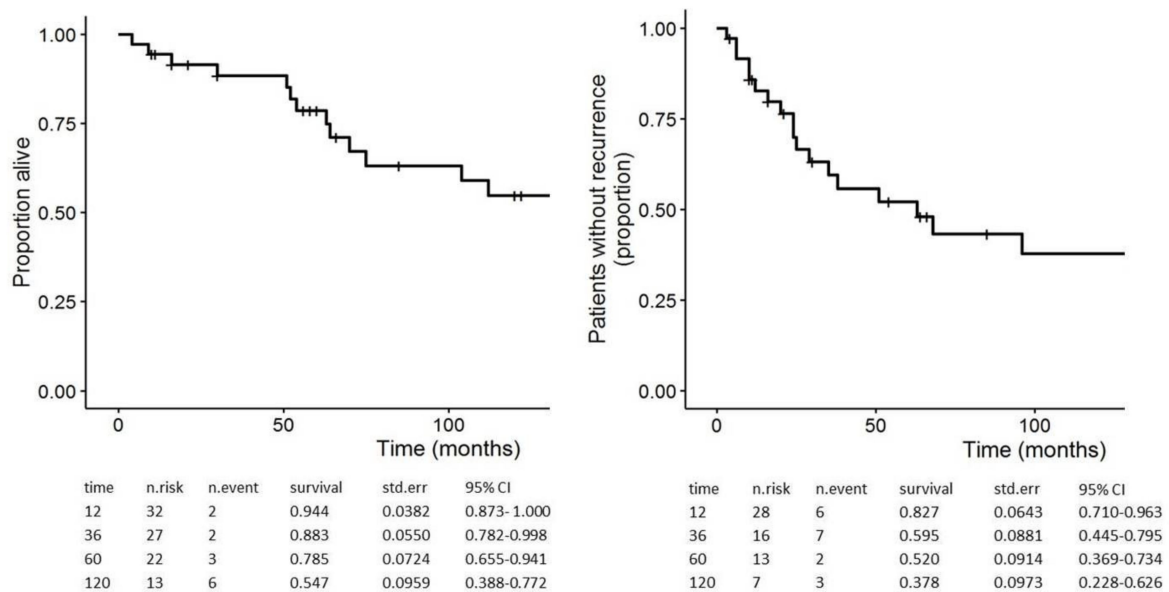 1.00
0.75
0.50
0.25
0.00
Proportion alive
0 50 100
Time (months)
time n.risk n.event survival std.err 95% CI
12 32 2 0.944 0.0382 0.873- 1.000
36 27 2 0.883 0.0550 0.782-0.998
60 22 3 0.785 0.0724 0.655-0.941
120 13 6 0.547 0.0959 0.388-0.772
1.00
0.75
0.50
0.25
0.00
Patients without recurrence
(proportion)
0 50 100
Time (months)
time n.risk n.event survival std.err 95% CI
12 28 6 0.827 0.0643 0.710-0.963
36 16 7 0.595 0.0881 0.445-0.795
60 13 2 0.520 0.0914 0.369-0.734
120 7 3 0.378 0.0973 0.228-0.626